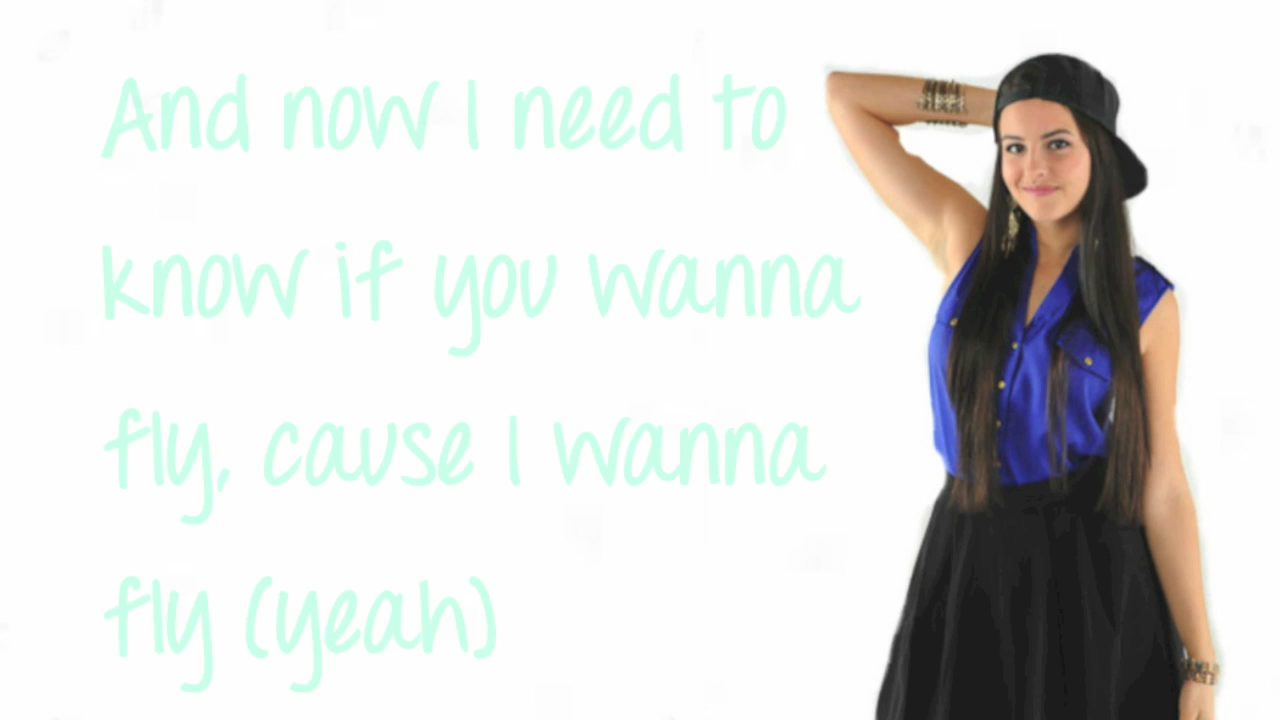 And now I need to
know if you wanna
fly, cause I wanna
fly (yeah)